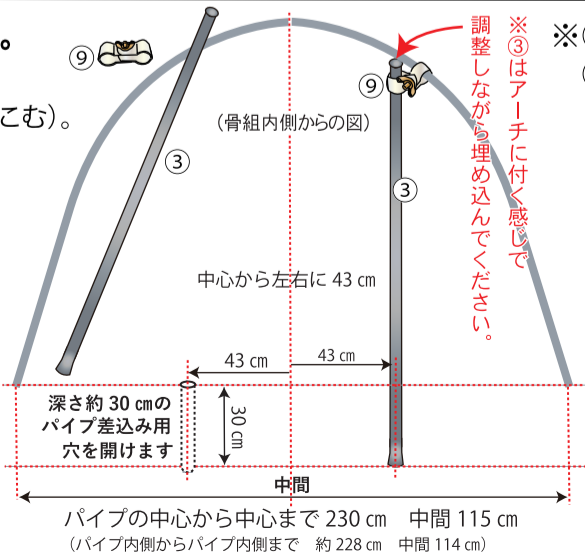 。
こむ）。
⑨
③
（骨組内側からの図）
⑨
③
※③はアーチに付く感じで
調整しながら埋め込んでください。
※
中心から左右に 43 ㎝
43 ㎝
43 ㎝
深さ約 30 ㎝の
パイプ差込み用
穴を開けます
30 ㎝
中間
パイプの中心から中心まで 230 ㎝　中間 115 ㎝
（パイプ内側からパイプ内側まで　約 228 ㎝　中間 114 ㎝）